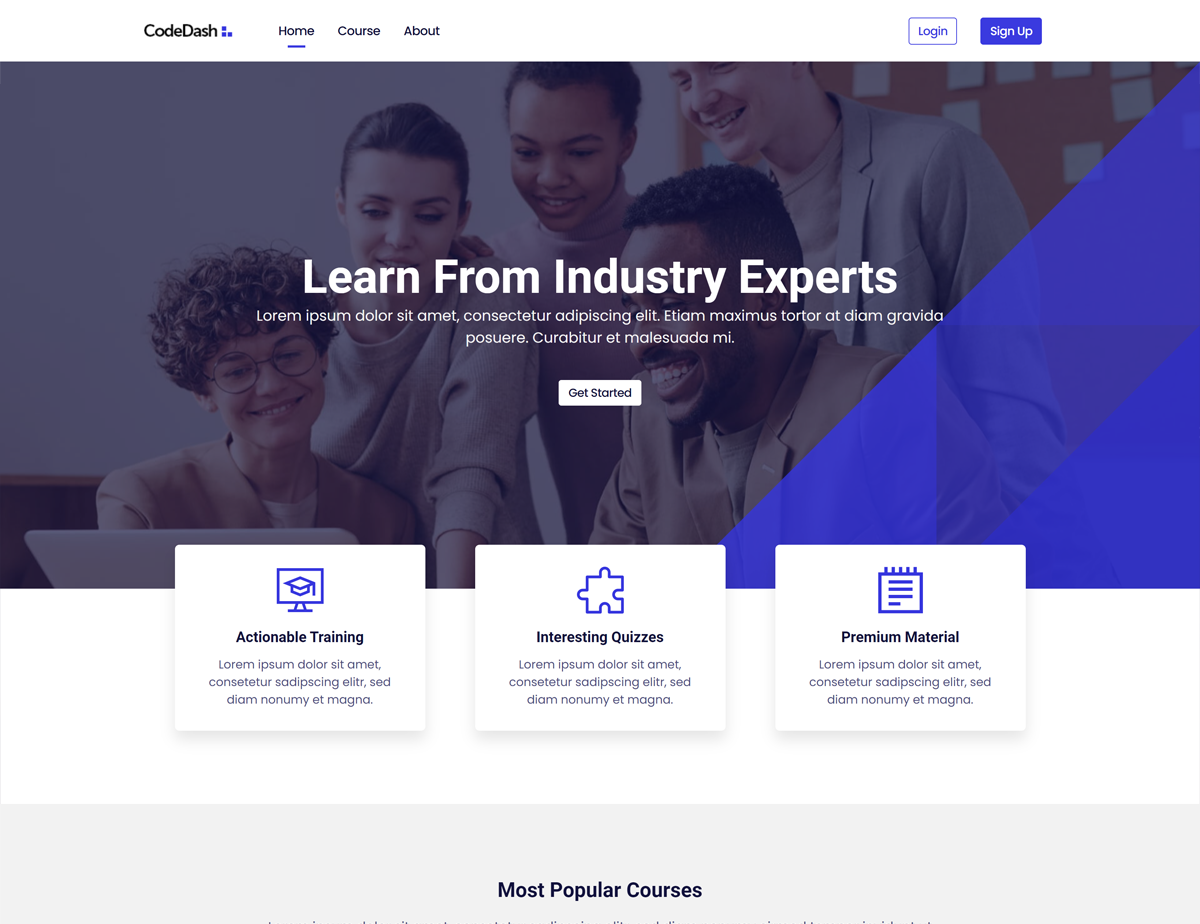 CodeDash
Home Course About
Login Sign Up
Learn From Industry Experts
Lorem ipsum dolor sit amet, consectetur adipiscing elit. Etiam maximus tortor at diam gravida
posuere. Curabitur et malesuada mi.
Get Started
Actionable Training
Lorem ipsum dolor sit amet,
consetetur sadipscing elitr, sed
diam nonumy et magna.
Interesting Quizzes
Lorem ipsum dolor sit amet,
consetetur sadipscing elitr, sed
diam nonumy et magna.
Premium Material
Lorem ipsum dolor sit amet,
consetetur sadipscing elitr, sed
diam nonumy et magna.
Most Popular Courses